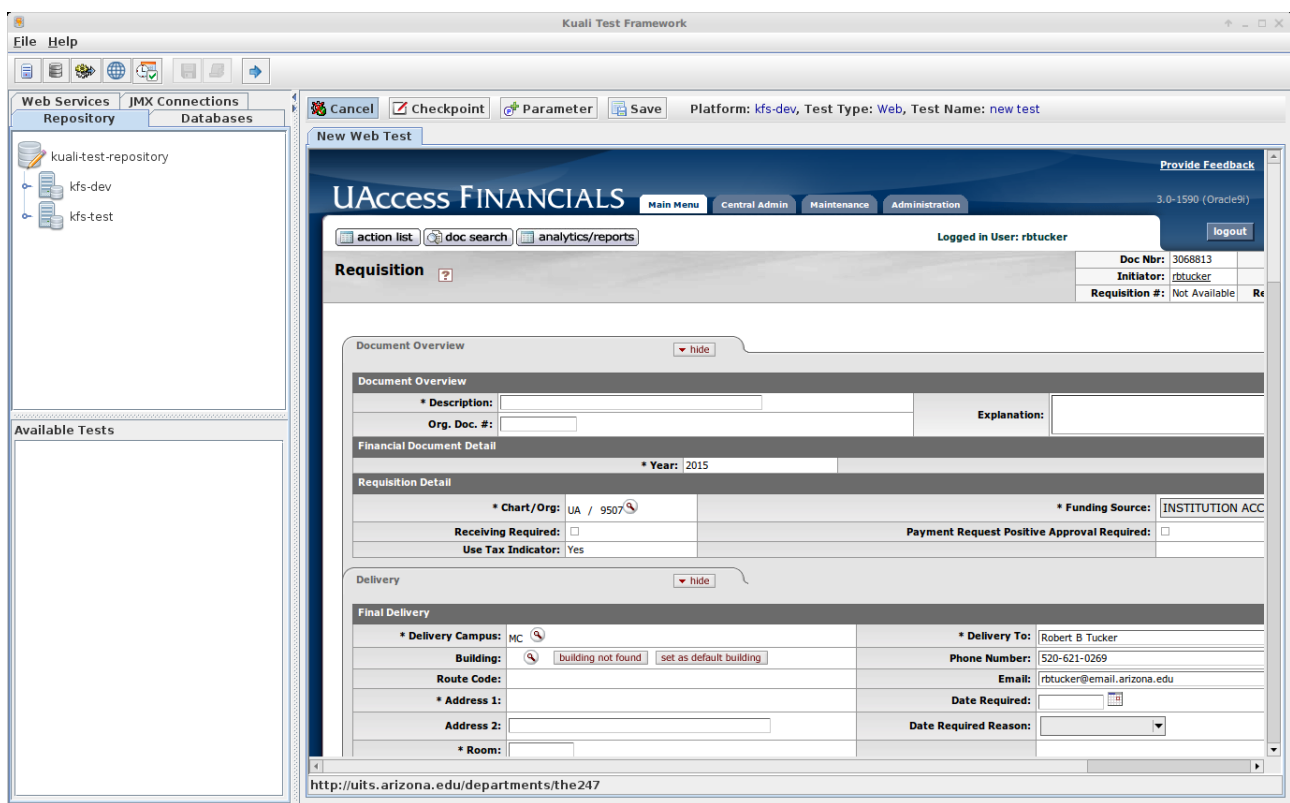 Kuali Test Framework
File Help
Web Services JMX Connections
Repository Databases
kuali-test-repository
kfs-dev
kfs-test
Available Tests
Cancel Checkpoint Parameter Save Platform: kfs-dev, Test Type: Web, Test Name: new test
New Web Test
Provide Feedback
UACCESS FINANCIALS Main Menu Central Admin Maintenance Administration 3.0-1590 (Oracle9i)
action list doc search analytics/reports Logged in User: rbtucker logout
Requisition ? Doc Nbr: 3068813
Initiator: rbtucker
Requisition #: Not Available Re
Document Overview hide
Document Overview
* Description: Explanation:
Org. Doc. #:
Financial Document Detail
* Year: 2015
Requisition Detail
* Chart/Org: UA / 9507 * Funding Source: INSTITUTION ACC
Receiving Required: Payment Request Positive Approval Required:
Use Tax Indicator: Yes
Delivery hide
Final Delivery
* Delivery Campus: MC * Delivery To: Robert B Tucker
Building: building not found set as default building Phone Number: 520-621-0269
Route Code: Email: rbtucker@email.arizona.edu
* Address 1: Date Required:
Address 2: Date Required Reason:
* Room:
http://uits.arizona.edu/departments/the247